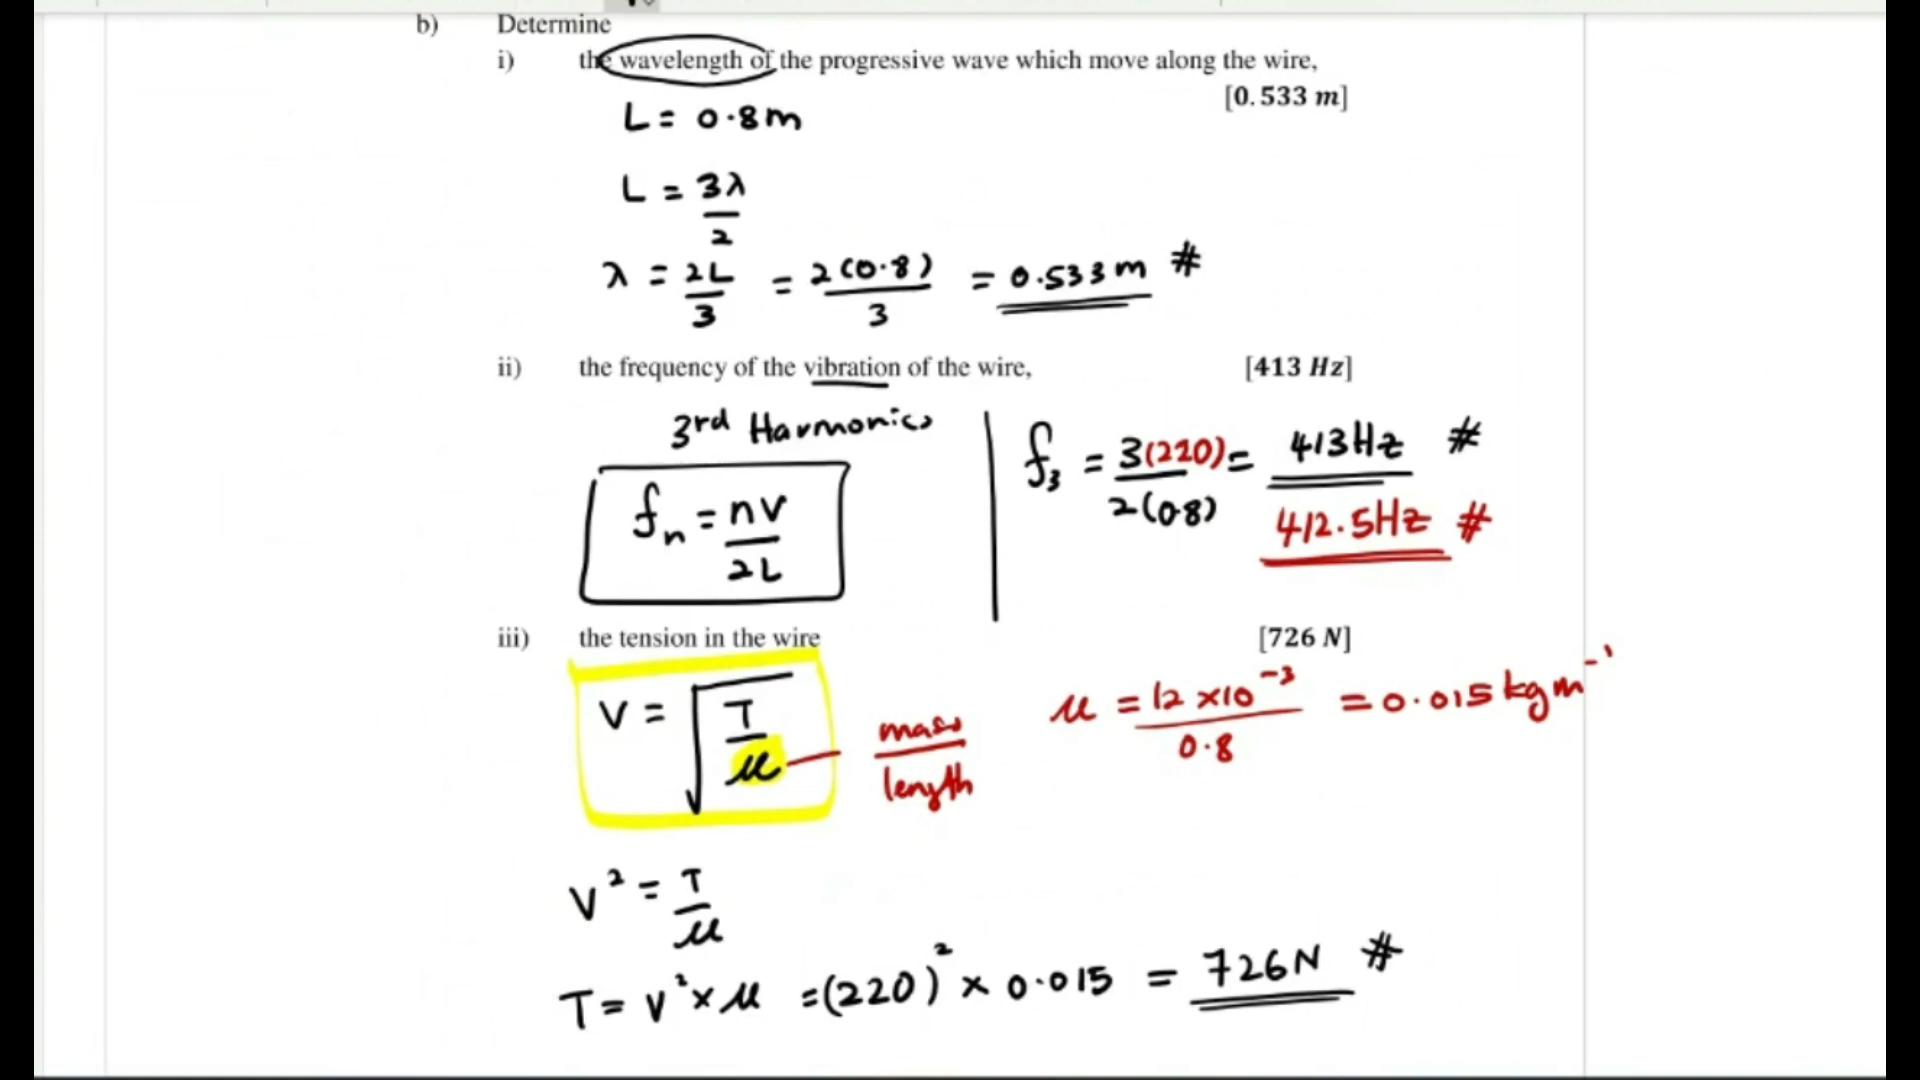 b) Determine
i) the wavelength of the progressive wave which move along the wire,
[0.533 m]
L = 0.8m
L = 3λ/2
λ = 2L/3 = 2(0.8)/3 = 0.533m #
ii) the frequency of the vibration of the wire, [413 Hz]
3rd Harmonics
fn = nv/2L
f3 = 3(220)/2(0.8) = 413Hz #
412.5Hz #
iii) the tension in the wire [726 N]
V = √(T/μ)
mass/length
μ = 12 ×10⁻³/0.8 = 0.015 kg m⁻¹
V² = T/μ
T = V² × μ = (220)² × 0.015 = 726N #